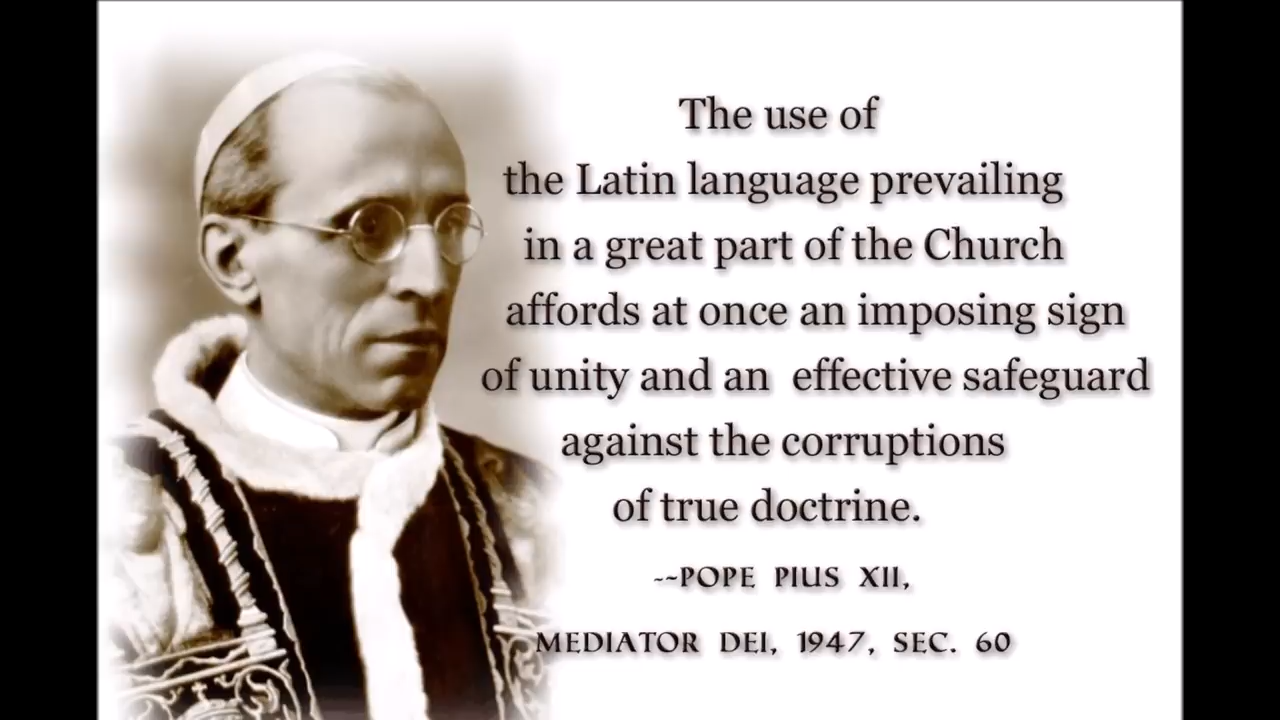 The use of
the Latin language prevailing
in a great part of the Church
affords at once an imposing sign
of unity and an effective safeguard
against the corruptions
of true doctrine.
--POPE PIUS XII,
MEDIATOR DEI, 1947, SEC. 60